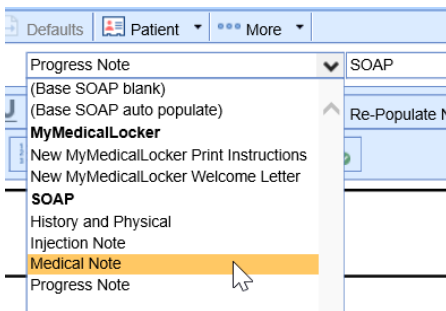 Defaults Patient More
Progress Note SOAP
(Base SOAP blank)
(Base SOAP auto populate)
Re-Populate
MyMedicalLocker
New MyMedicalLocker Print Instructions
New MyMedicalLocker Welcome Letter
SOAP
History and Physical
Injection Note
Medical Note
Progress Note